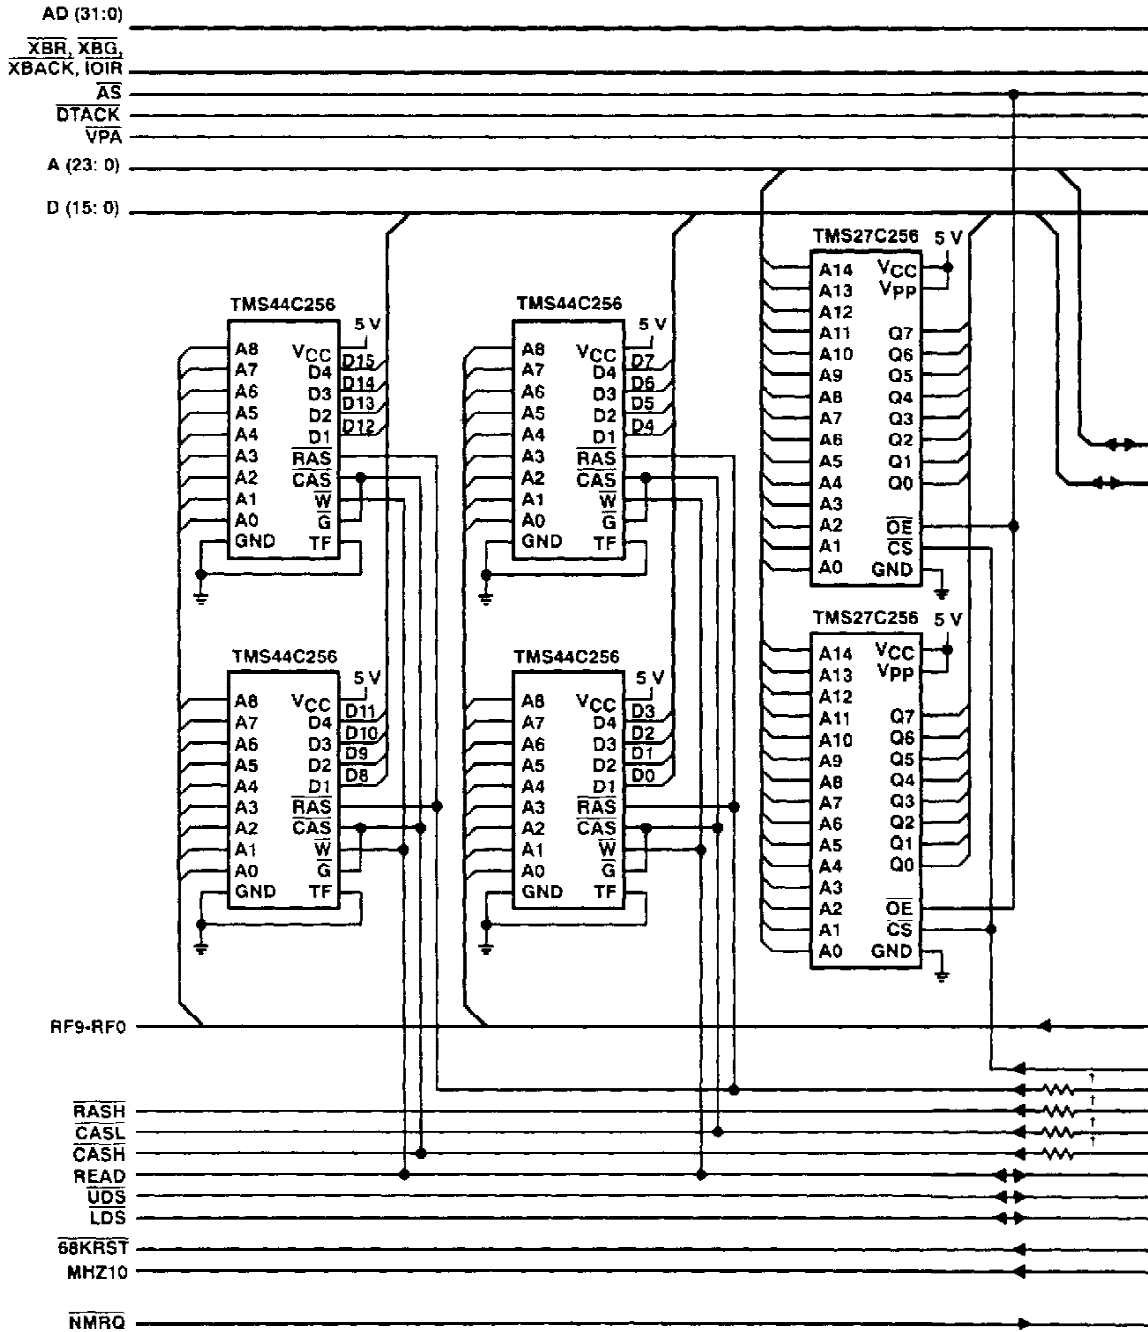 AD (31:0)
XBR, XBG,
XBACK, IOIR
AS
DTACK
VPA
A (23: 0)
D (15: 0)
TMS44C256
5 V
A8
A7
A6
A5
A4
A3
A2
A1
A0
GND
VCC
D4
D3
D2
D1
RAS
CAS
W
G
TF
D15
D14
D13
D12
TMS44C256
5 V
A8
A7
A6
A5
A4
A3
A2
A1
A0
GND
VCC
D4
D3
D2
D1
RAS
CAS
W
G
TF
D7
D6
D5
D4
TMS27C256
5 V
A14
A13
A12
A11
A10
A9
A8
A7
A6
A5
A4
A3
A2
A1
A0
VCC
VPP
Q7
Q6
Q5
Q4
Q3
Q2
Q1
Q0
OE
CS
GND
TMS44C256
5 V
A8
A7
A6
A5
A4
A3
A2
A1
A0
GND
VCC
D4
D3
D2
D1
RAS
CAS
W
G
TF
D11
D10
D9
D8
TMS44C256
5 V
A8
A7
A6
A5
A4
A3
A2
A1
A0
GND
VCC
D4
D3
D2
D1
RAS
CAS
W
G
TF
D3
D2
D1
D0
TMS27C256
5 V
A14
A13
A12
A11
A10
A9
A8
A7
A6
A5
A4
A3
A2
A1
A0
VCC
VPP
Q7
Q6
Q5
Q4
Q3
Q2
Q1
Q0
OE
CS
GND
RF9-RF0
†
†
†
†
RASH
CASL
CASH
READ
UDS
LDS
68KRST
MHZ10
NMRQ